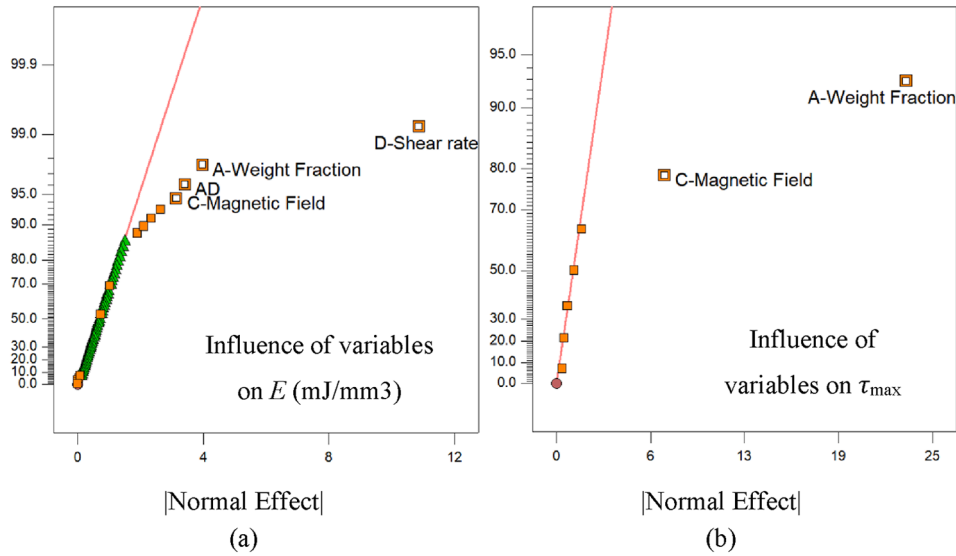 99.9
99.0
D-Shear rate
A-Weight Fraction
AD
C-Magnetic Field
95.0
90.0
80.0
70.0
50.0
30.0
20.0
10.0
0.0
Influence of variables
on E (mJ/mm3)
0 4 8 12
|Normal Effect|
(a)
95.0
90.0
A-Weight Fraction
80.0
C-Magnetic Field
70.0
50.0
30.0
20.0
10.0
0.0
Influence of
variables on τmax
0 6 13 19 25
|Normal Effect|
(b)